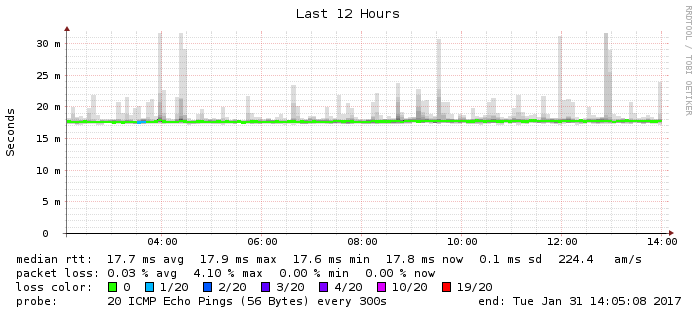 Last 12 Hours
RRDTOOL / TOBI OETIKER
Seconds
30 m
25 m
20 m
15 m
10 m
5 m
0
04:00 06:00 08:00 10:00 12:00 14:00
median rtt: 17.7 ms avg 17.9 ms max 17.6 ms min 17.8 ms now 0.1 ms sd 224.4 am/s
packet loss: 0.03 % avg 4.10 % max 0.00 % min 0.00 % now
loss color: 0 1/20 2/20 3/20 4/20 10/20 19/20
probe: 20 ICMP Echo Pings (56 Bytes) every 300s end: Tue Jan 31 14:05:08 2017